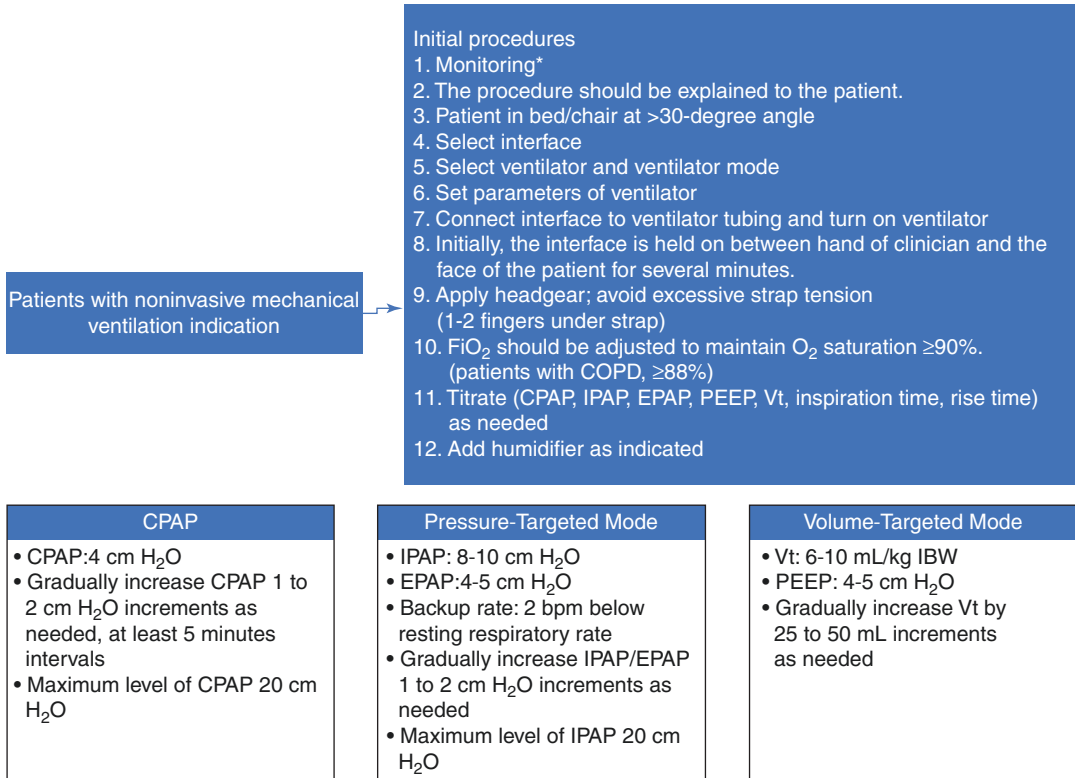 Initial procedures
1. Monitoring*
2. The procedure should be explained to the patient.
3. Patient in bed/chair at >30-degree angle
4. Select interface
5. Select ventilator and ventilator mode
6. Set parameters of ventilator
7. Connect interface to ventilator tubing and turn on ventilator
8. Initially, the interface is held on between hand of clinician and the
face of the patient for several minutes.
9. Apply headgear; avoid excessive strap tension
(1-2 fingers under strap)
10. FiO₂ should be adjusted to maintain O₂ saturation ≥90%.
(patients with COPD, ≥88%)
11. Titrate (CPAP, IPAP, EPAP, PEEP, Vt, inspiration time, rise time)
as needed
12. Add humidifier as indicated
Patients with noninvasive mechanical
ventilation indication
CPAP
• CPAP:4 cm H₂O
• Gradually increase CPAP 1 to
2 cm H₂O increments as
needed, at least 5 minutes
intervals
• Maximum level of CPAP 20 cm
H₂O
Pressure-Targeted Mode
• IPAP: 8-10 cm H₂O
• EPAP:4-5 cm H₂O
• Backup rate: 2 bpm below
resting respiratory rate
• Gradually increase IPAP/EPAP
1 to 2 cm H₂O increments as
needed
• Maximum level of IPAP 20 cm
H₂O
Volume-Targeted Mode
• Vt: 6-10 mL/kg IBW
• PEEP: 4-5 cm H₂O
• Gradually increase Vt by
25 to 50 mL increments
as needed